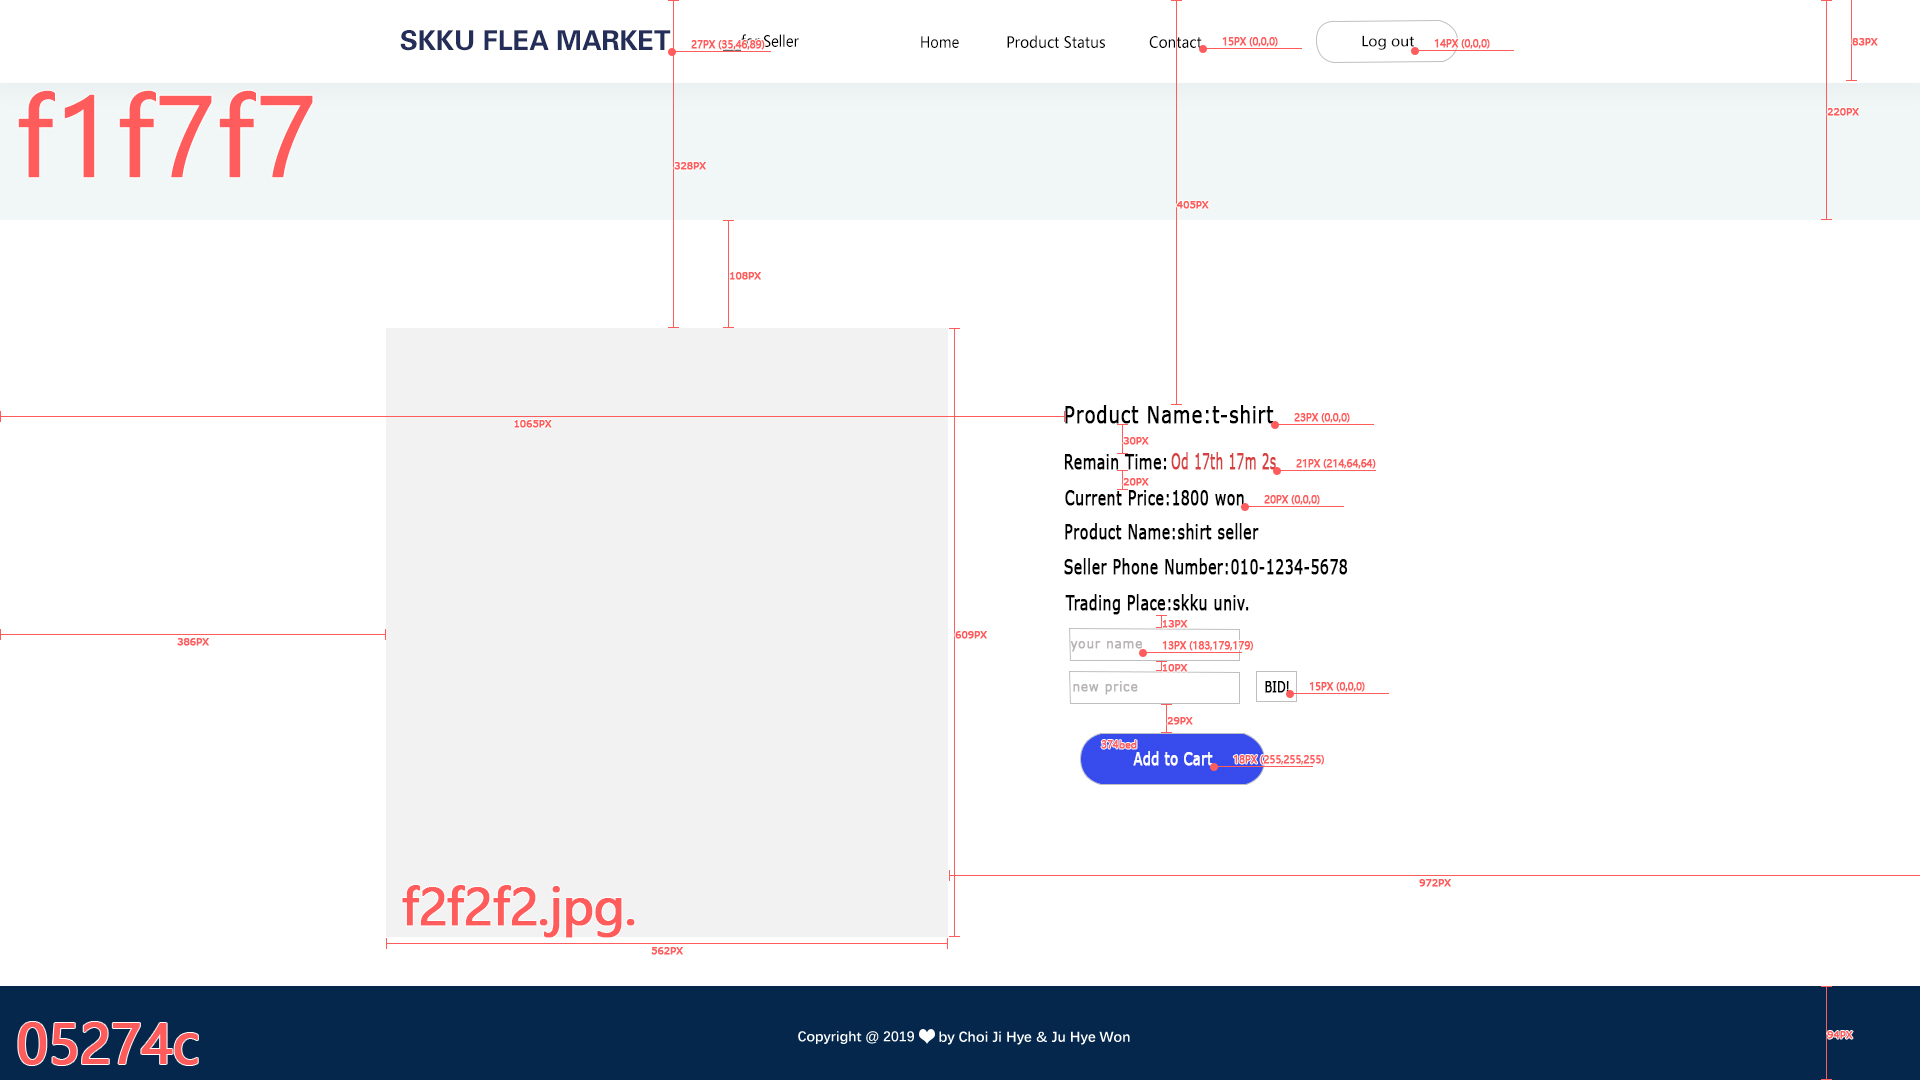 SKKU FLEA MARKET
27PX (35,46,89)
__for Seller
Home
Product Status
Contact
15PX (0,0,0)
Log out
14PX (0,0,0)
83PX
f1f7f7
220PX
328PX
405PX
108PX
1065PX
Product Name:t-shirt
23PX (0,0,0)
30PX
Remain Time: 0d 17th 17m 2s
21PX (214,64,64)
20PX
Current Price:1800 won
20PX (0,0,0)
Product Name:shirt seller
Seller Phone Number:010-1234-5678
Trading Place:skku univ.
13PX
386PX
609PX
your name
13PX (183,179,179)
10PX
new price
BID!
15PX (0,0,0)
29PX
374bed
Add to Cart
18PX (255,255,255)
972PX
f2f2f2.jpg.
562PX
05274c
Copyright @ 2019 ❤ by Choi Ji Hye & Ju Hye Won
94PX